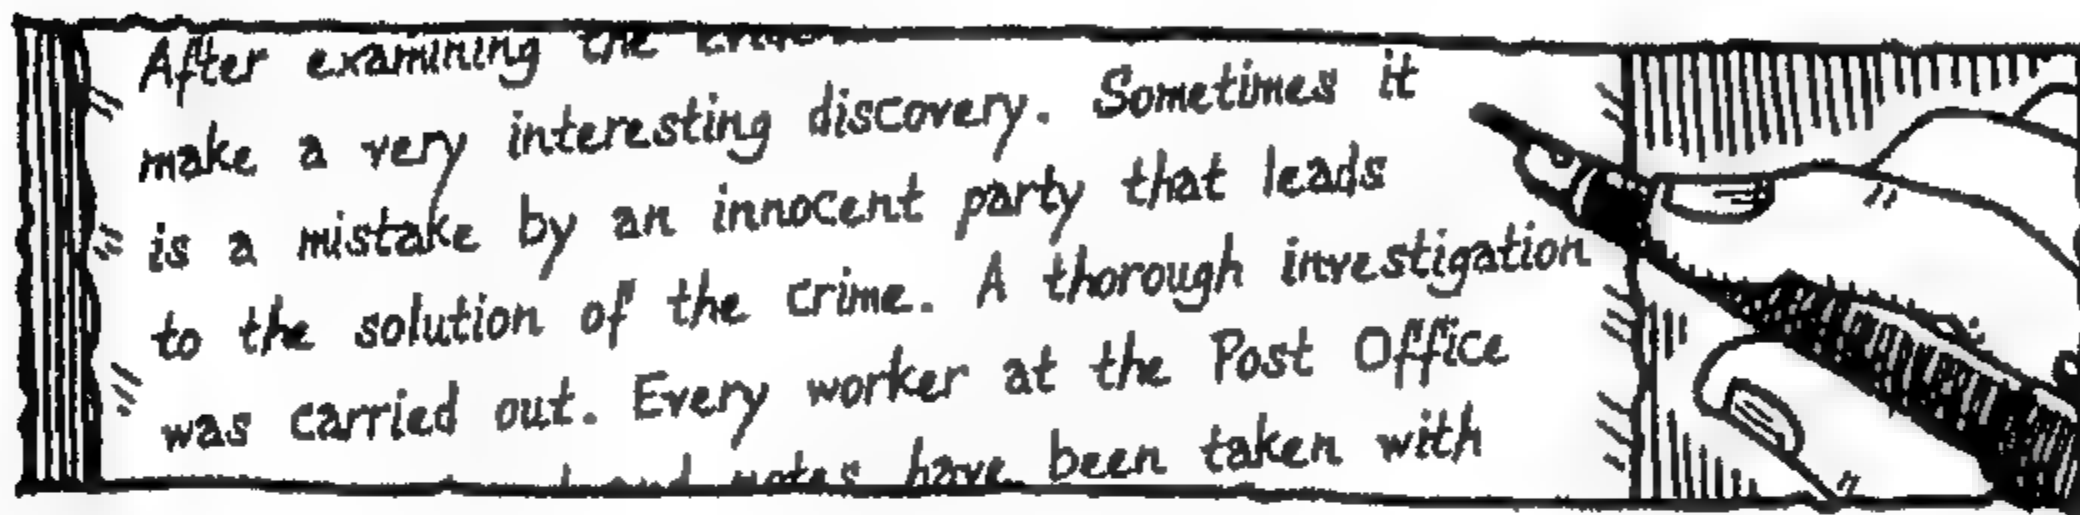 After examining the
make a very interesting discovery. Sometimes it
is a mistake by an innocent party that leads
to the solution of the crime. A thorough investigation
was carried out. Every worker at the Post Office
notes have been taken with